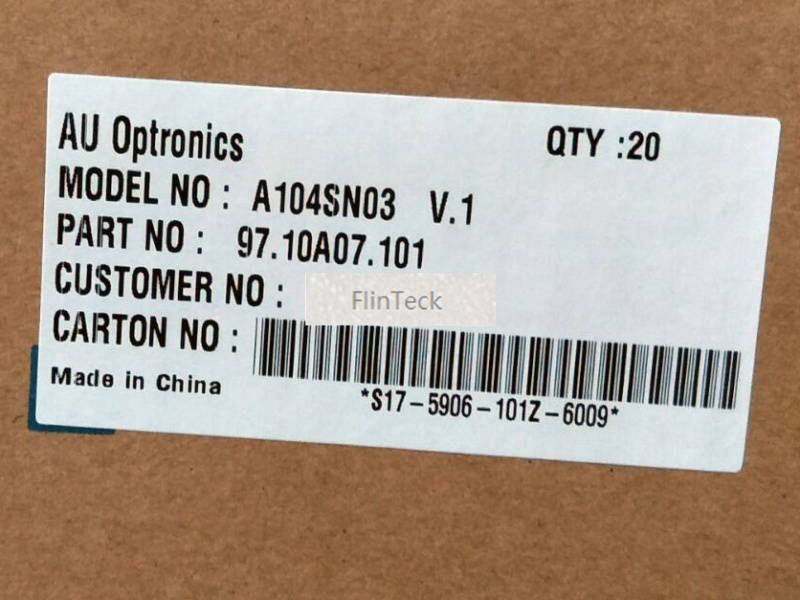 AU Optronics QTY :20
MODEL NO : A104SN03 V.1
PART NO : 97.10A07.101
CUSTOMER NO : FlinTeck
CARTON NO :
*S17-5906-101Z-6009*
Made in China